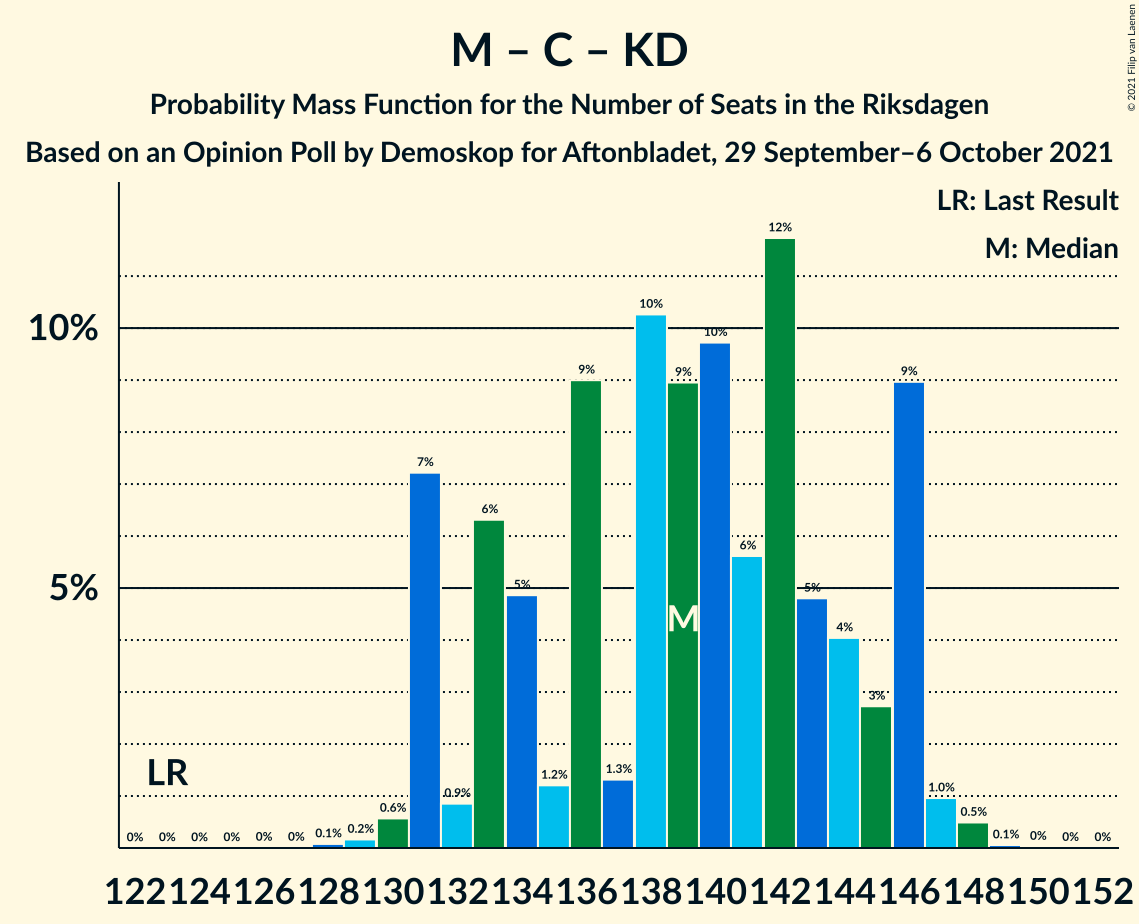 M – C – KD
Probability Mass Function for the Number of Seats in the Riksdagen
Based on an Opinion Poll by Demoskop for Aftonbladet, 29 September–6 October 2021
© 2021 Filip van Laenen
LR: Last Result
M: Median
10%
5%
0% 0% 0% 0% 0% 0% 0.1% 0.2% 0.6% 7% 0.9% 6% 5% 1.2% 9% 1.3% 10% 9% 10% 6% 12% 5% 4% 3% 9% 1.0% 0.5% 0.1% 0% 0% 0%
M
LR
122 124 126 128 130 132 134 136 138 140 142 144 146 148 150 152